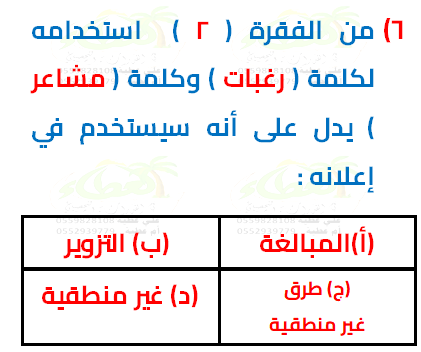 ٦) من الفقرة ( ٢ ) استخدامه
لكلمة ( رغبات ) وكلمة ( مشاعر
) يدل على أنه سيستخدم في
إعلانه :
(أ)المبالغة
(ب) التزوير
(ج) طرق
غير منطقية
(د) غير منطقية